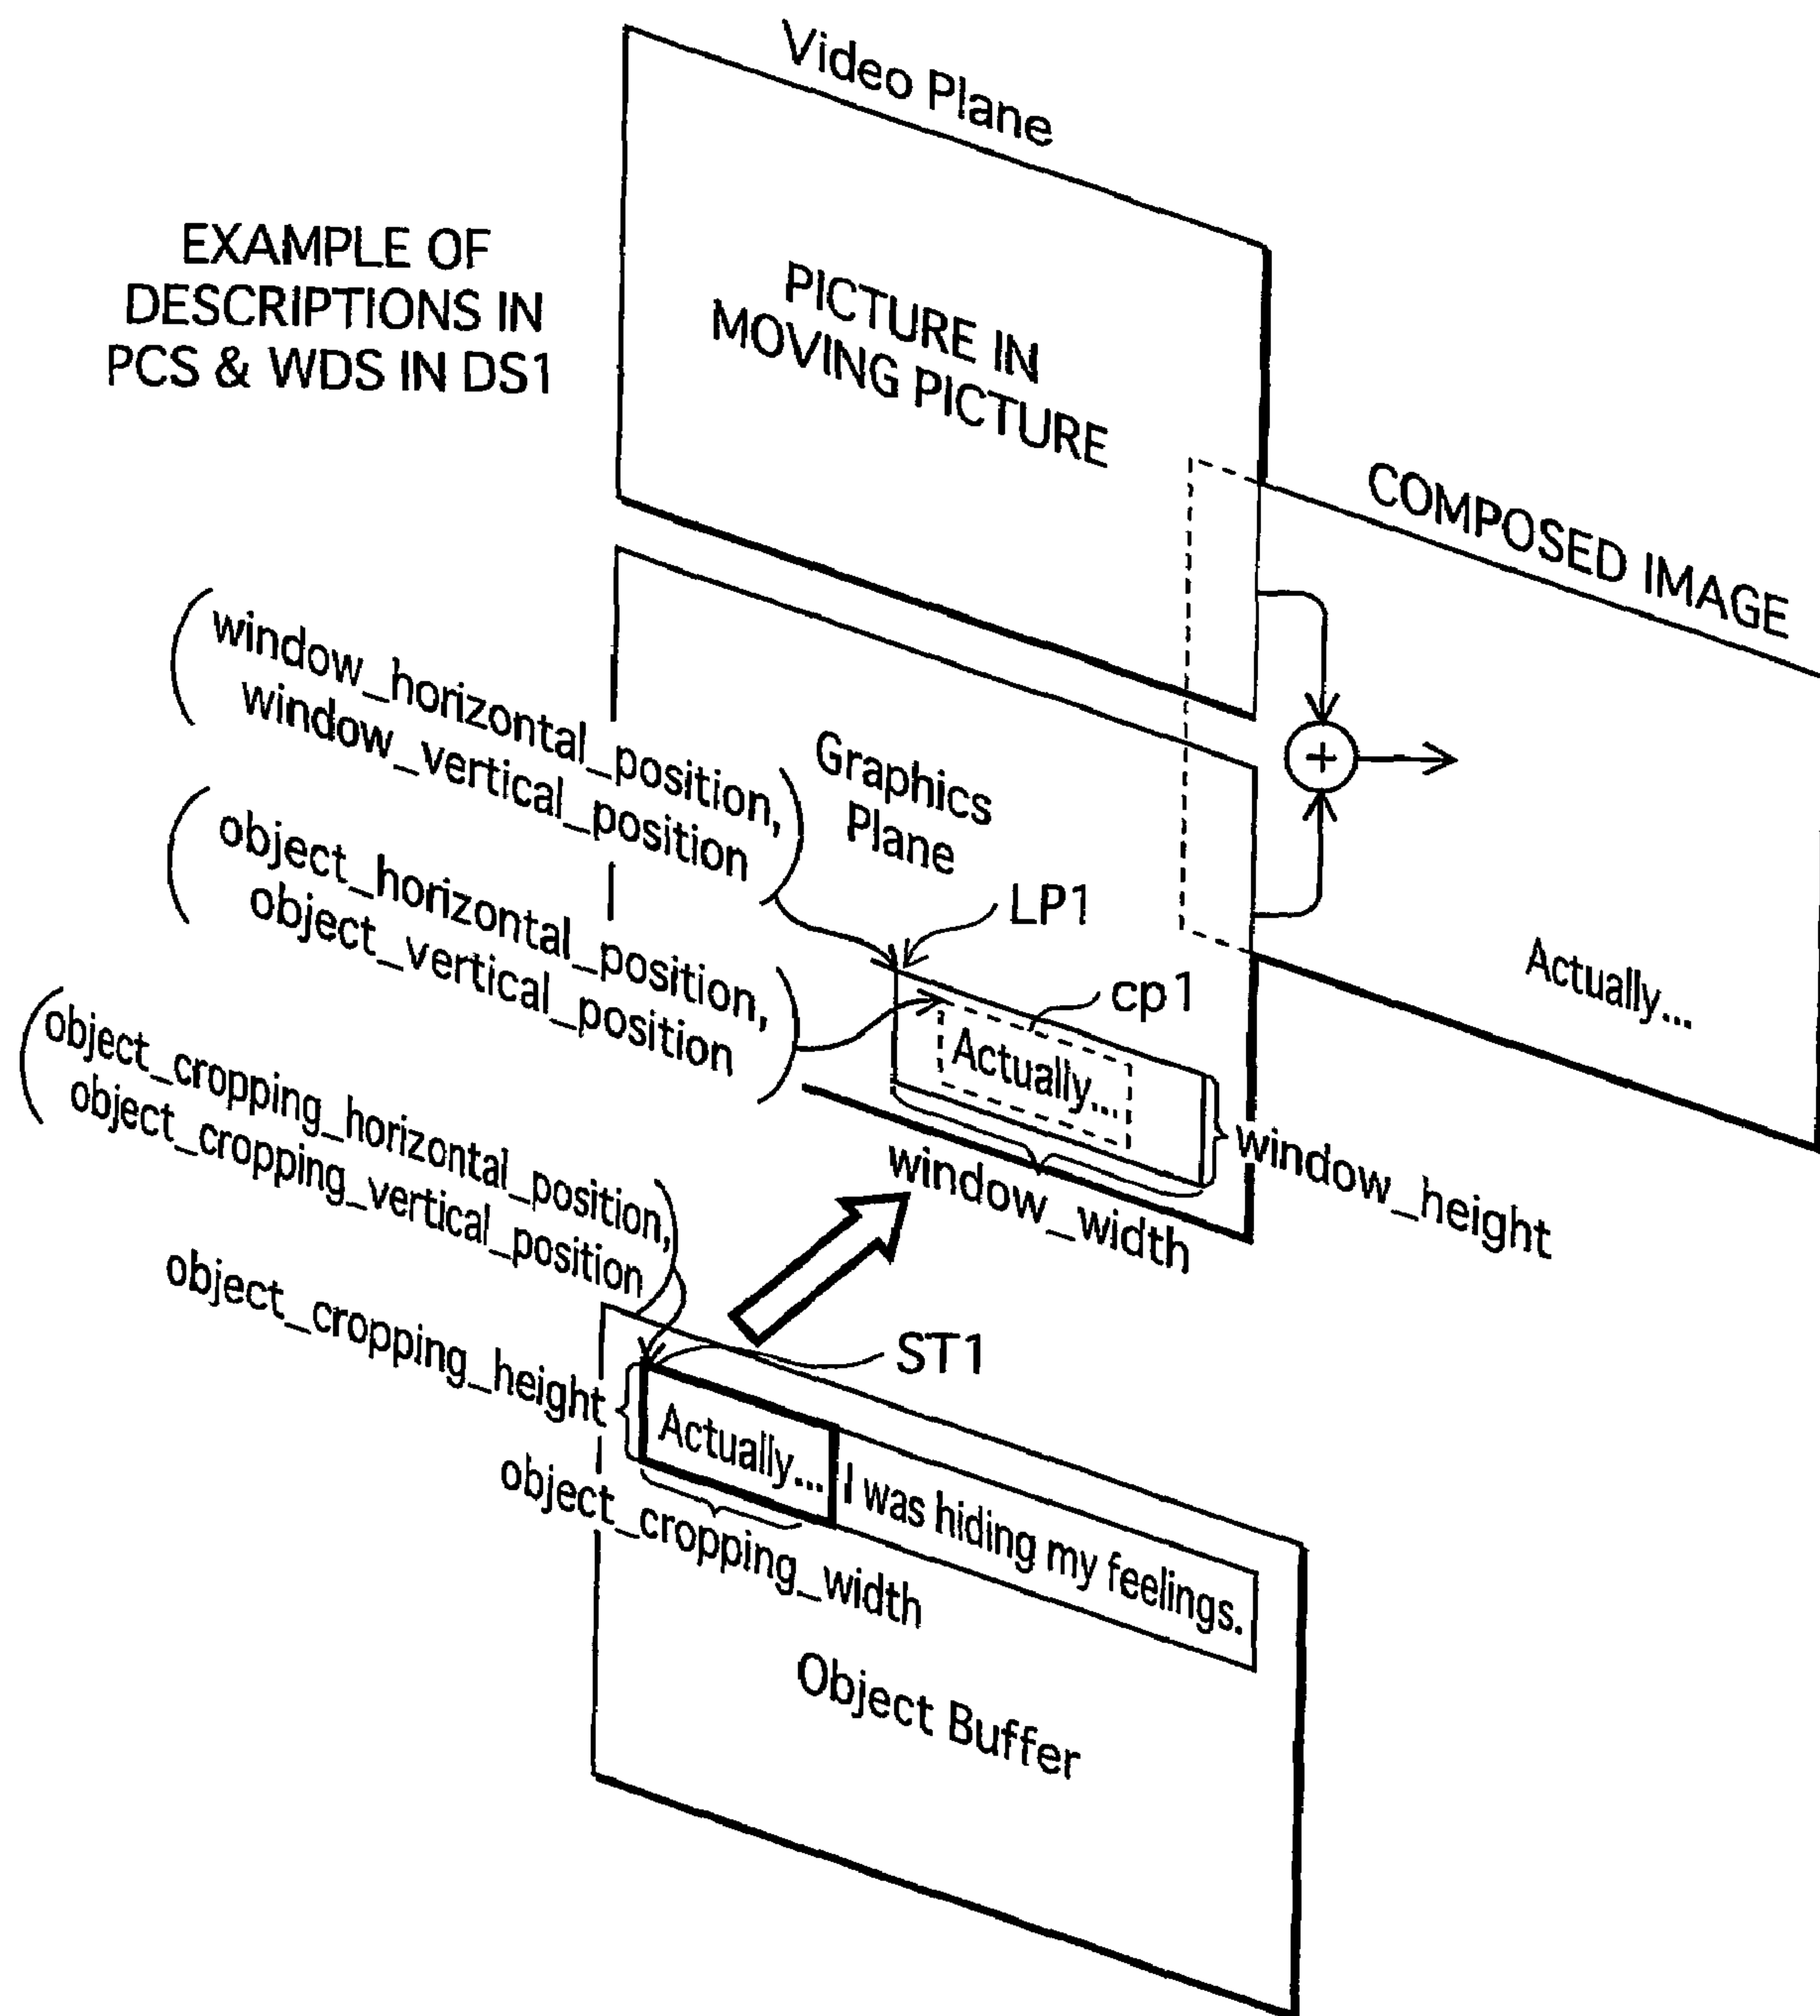 Video Plane
EXAMPLE OF
DESCRIPTIONS IN
PCS & WDS IN DS1
PICTURE IN
MOVING PICTURE
COMPOSED IMAGE
(window_horizontal_position,
window_vertical_position)
Graphics
Plane
(object_horizontal_position,
object_vertical_position)
LP1
cp1
Actually...
Actually...
(object_cropping_horizontal_position,
object_cropping_vertical_position)
window_height
window_width
object_cropping_height
ST1
Actually... I was hiding my feelings.
object_cropping_width
Object Buffer